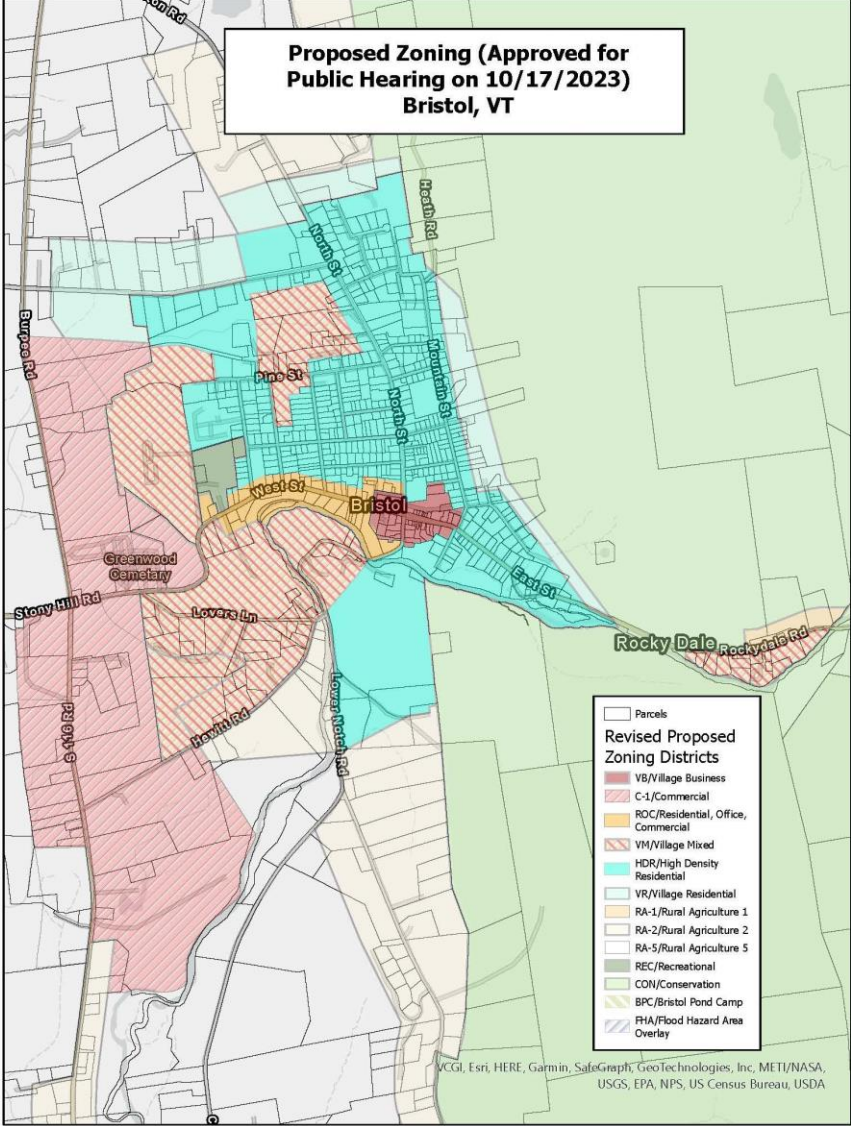 ton Rd
Proposed Zoning (Approved for
Public Hearing on 10/17/2023)
Bristol, VT
Heath Rd
North St
Burpee Rd
Mountain St
Pine St
North St
West St
Bristol
Greenwood
Cemetary
East St
Stony Hill Rd
Lovers Ln
Rocky Dale
Rockydale Rd
Hewitt Rd
Lower Notch Rd
S 116 Rd
Parcels
Revised Proposed
Zoning Districts
VB/Village Business
C-1/Commercial
ROC/Residential, Office,
Commercial
VM/Village Mixed
HDR/High Density
Residential
VR/Village Residential
RA-1/Rural Agriculture 1
RA-2/Rural Agriculture 2
RA-5/Rural Agriculture 5
REC/Recreational
CON/Conservation
BPC/Bristol Pond Camp
FHA/Flood Hazard Area
Overlay
VCGI, Esri, HERE, Garmin, SafeGraph, GeoTechnologies, Inc, METI/NASA,
USGS, EPA, NPS, US Census Bureau, USDA